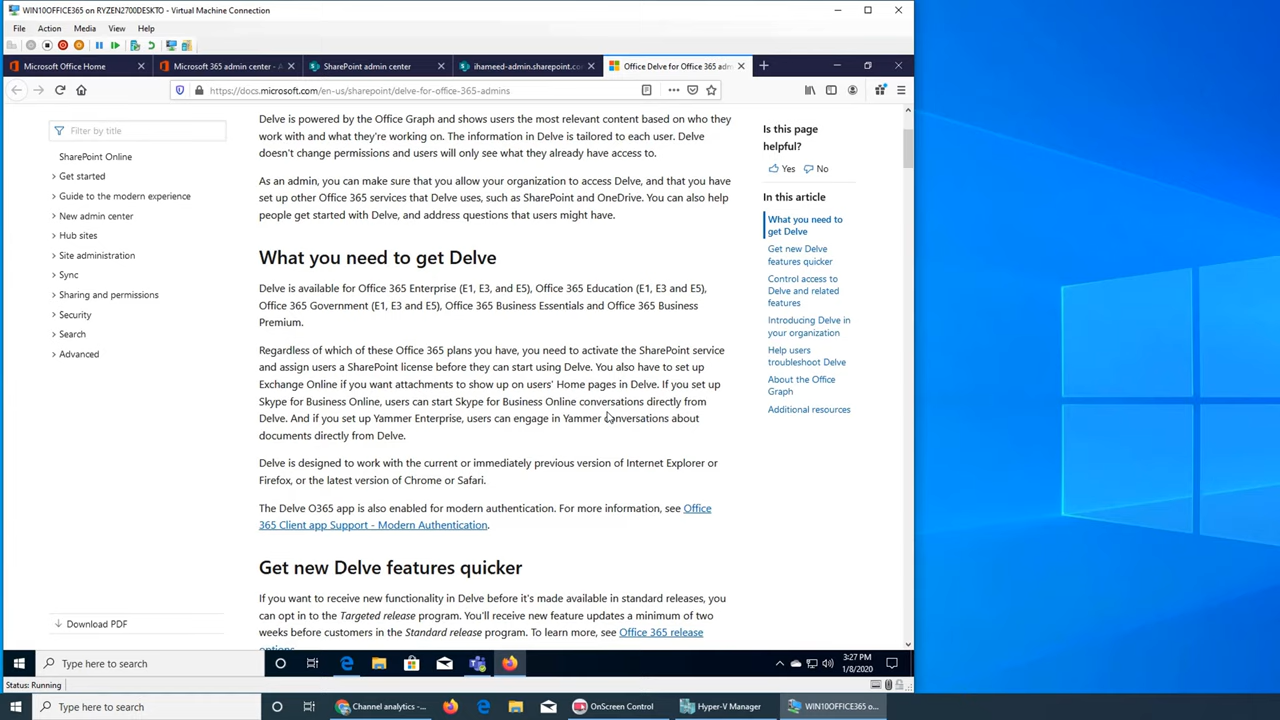 WIN10OFFICE365 on RYZEN2700DESKTO - Virtual Machine Connection
File Action Media View Help
Microsoft Office Home
Microsoft 365 admin center - A
SharePoint admin center
ihameed-admin.sharepoint.co
Office Delve for Office 365 adm
https://docs.microsoft.com/en-us/sharepoint/delve-for-office-365-admins
Filter by title
SharePoint Online
Get started
Guide to the modern experience
New admin center
Hub sites
Site administration
Sync
Sharing and permissions
Security
Search
Advanced
Download PDF
Delve is powered by the Office Graph and shows users the most relevant content based on who they
work with and what they're working on. The information in Delve is tailored to each user. Delve
doesn't change permissions and users will only see what they already have access to.
As an admin, you can make sure that you allow your organization to access Delve, and that you have
set up other Office 365 services that Delve uses, such as SharePoint and OneDrive. You can also help
people get started with Delve, and address questions that users might have.
What you need to get Delve
Delve is available for Office 365 Enterprise (E1, E3, and E5), Office 365 Education (E1, E3 and E5),
Office 365 Government (E1, E3 and E5), Office 365 Business Essentials and Office 365 Business
Premium.
Regardless of which of these Office 365 plans you have, you need to activate the SharePoint service
and assign users a SharePoint license before they can start using Delve. You also have to set up
Exchange Online if you want attachments to show up on users' Home pages in Delve. If you set up
Skype for Business Online, users can start Skype for Business Online conversations directly from
Delve. And if you set up Yammer Enterprise, users can engage in Yammer conversations about
documents directly from Delve.
Delve is designed to work with the current or immediately previous version of Internet Explorer or
Firefox, or the latest version of Chrome or Safari.
The Delve O365 app is also enabled for modern authentication. For more information, see Office
365 Client app Support - Modern Authentication.
Get new Delve features quicker
If you want to receive new functionality in Delve before it's made available in standard releases, you
can opt in to the Targeted release program. You'll receive new feature updates a minimum of two
weeks before customers in the Standard release program. To learn more, see Office 365 release
options.
Is this page
helpful?
Yes No
In this article
What you need to
get Delve
Get new Delve
features quicker
Control access to
Delve and related
features
Introducing Delve in
your organization
Help users
troubleshoot Delve
About the Office
Graph
Additional resources
Type here to search
3:27 PM
1/8/2020
Status: Running
Type here to search
Channel analytics -...
OnScreen Control
Hyper-V Manager
WIN10OFFICE365 o...